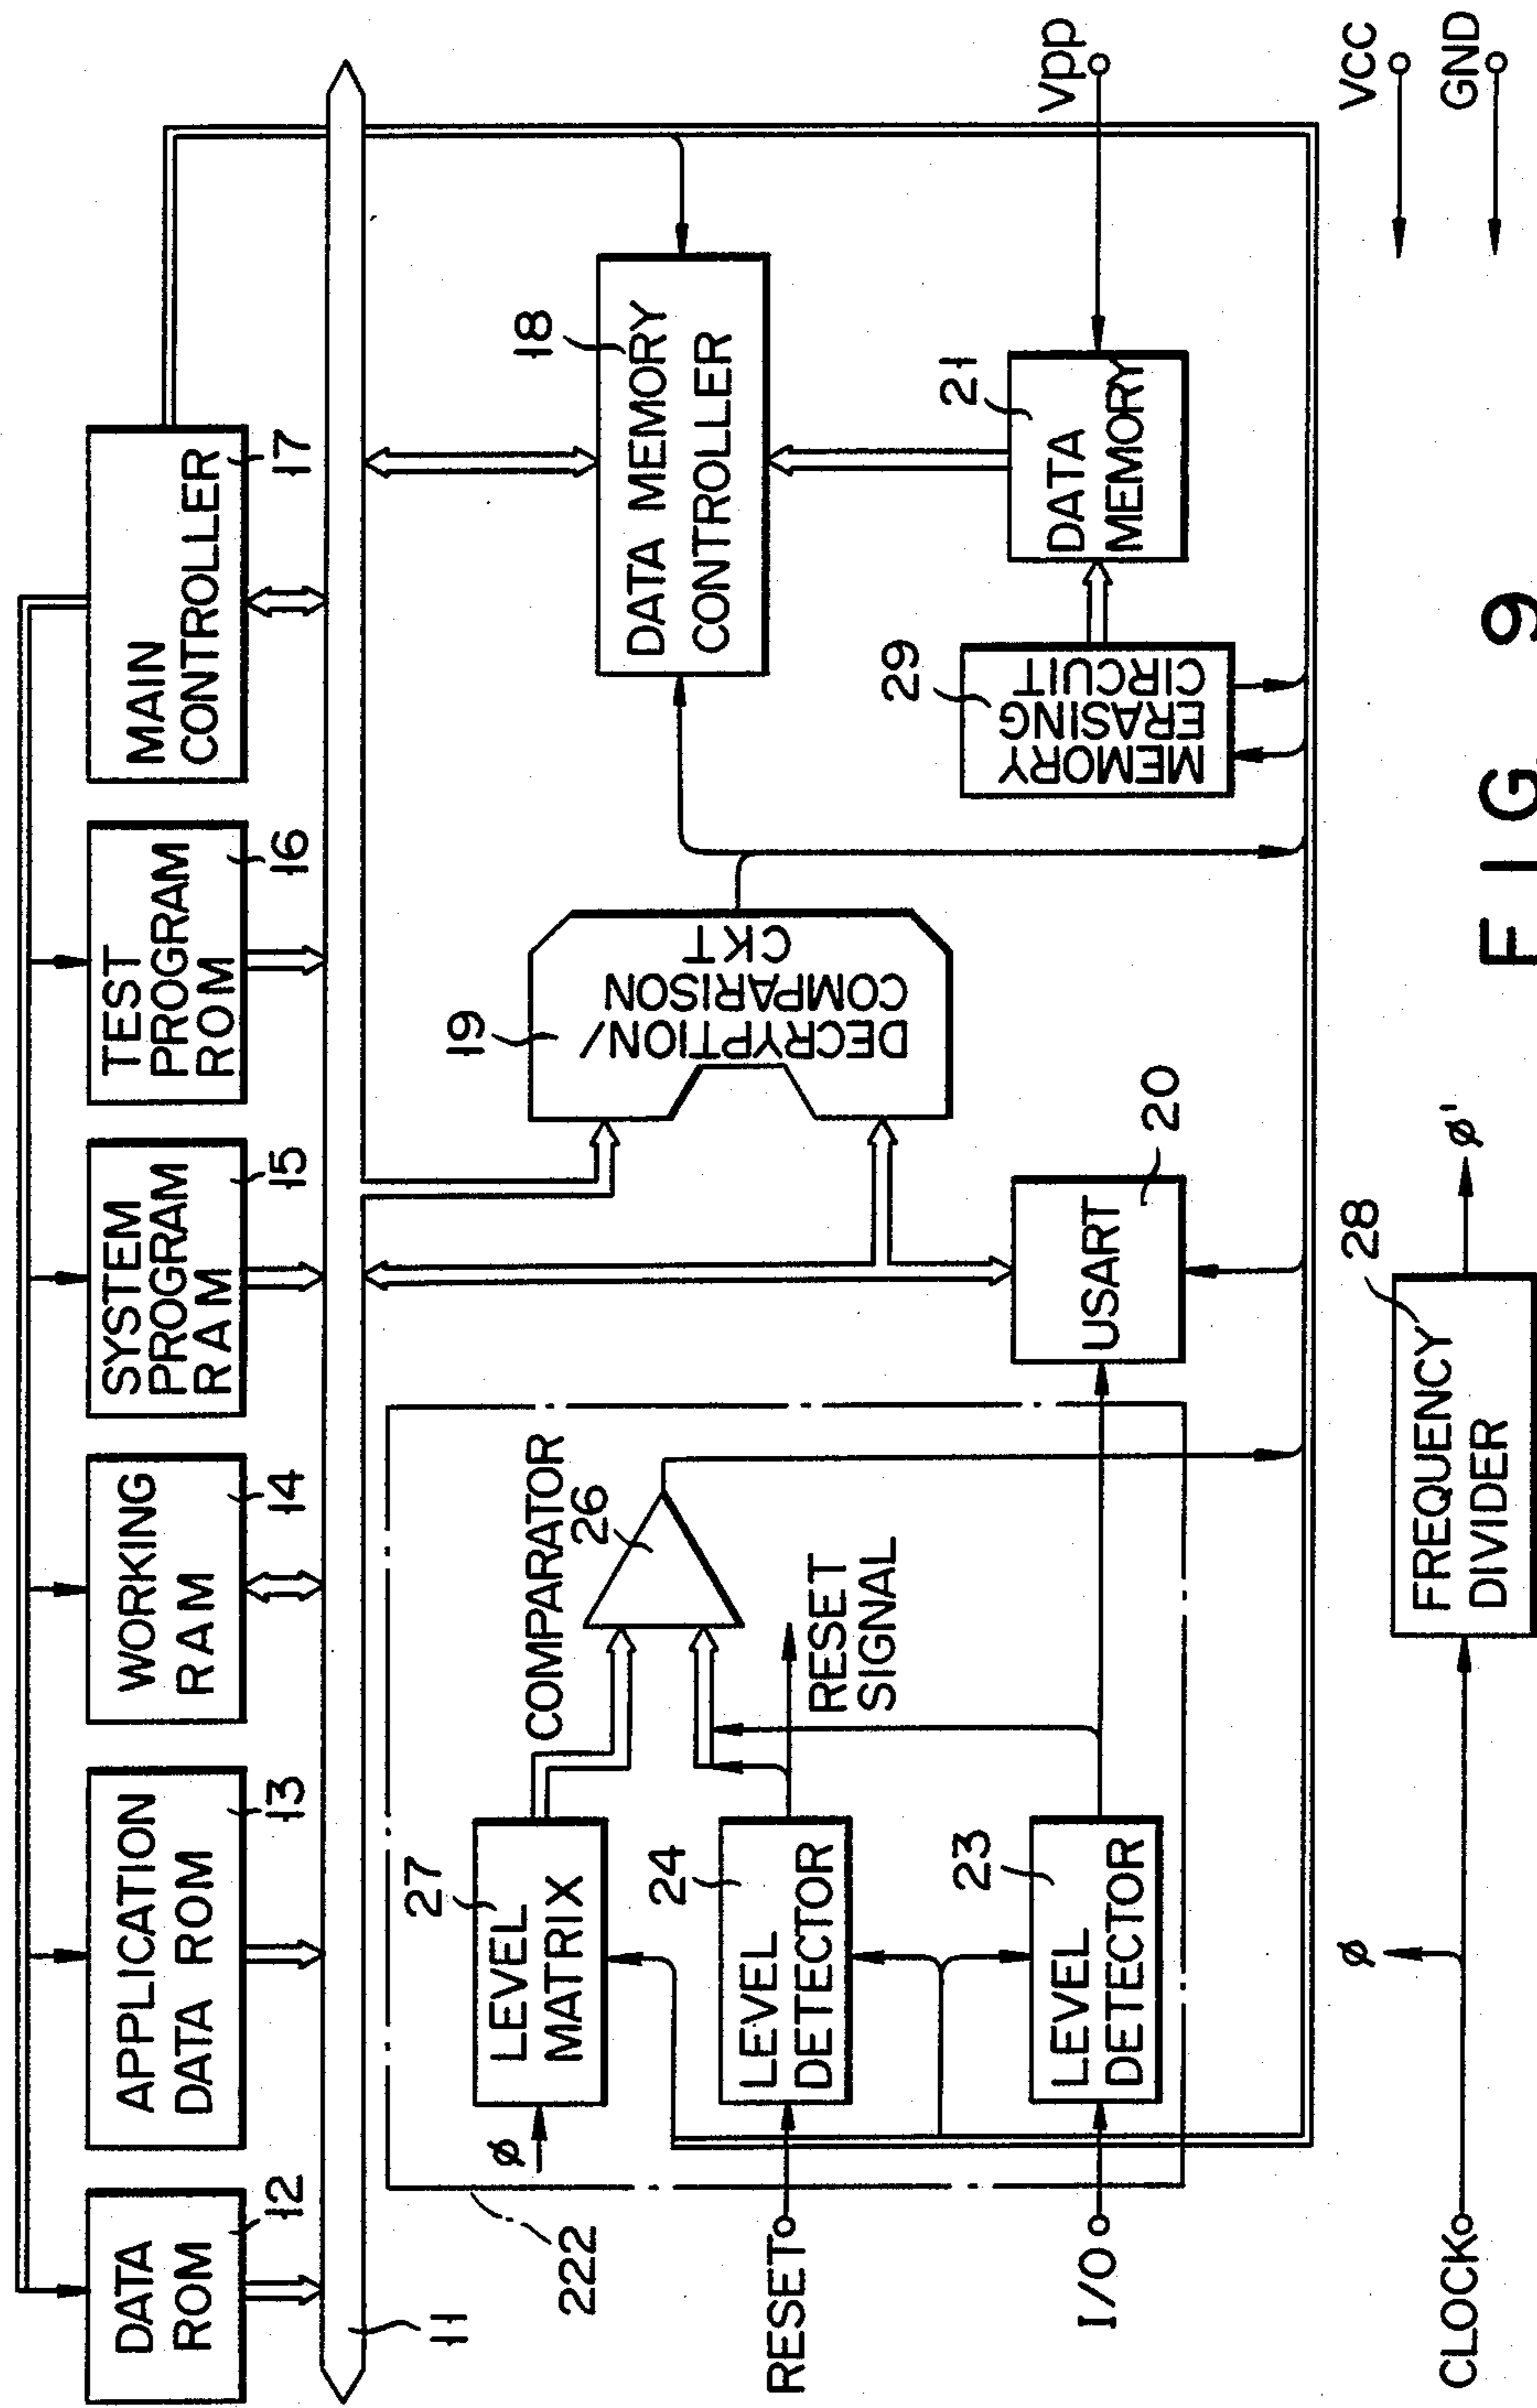 DATA
ROM
12
APPLICATION
DATA ROM
13
WORKING
RAM
14
SYSTEM
PROGRAM
RAM
15
TEST
PROGRAM
ROM
16
MAIN
CONTROLLER
17
11
222
ø
LEVEL
MATRIX
27
COMPARATOR
26
LEVEL
DETECTOR
24
RESET
SIGNAL
RESET
LEVEL
DETECTOR
23
I/O
DECRYPTION/
COMPARISON
CKT
19
USART
20
DATA MEMORY
CONTROLLER
18
MEMORY
ERASING
CIRCUIT
29
DATA
MEMORY
21
Vpp
CLOCK
ø
FREQUENCY
DIVIDER
28
ø'
VCC
GND
FIG. 9